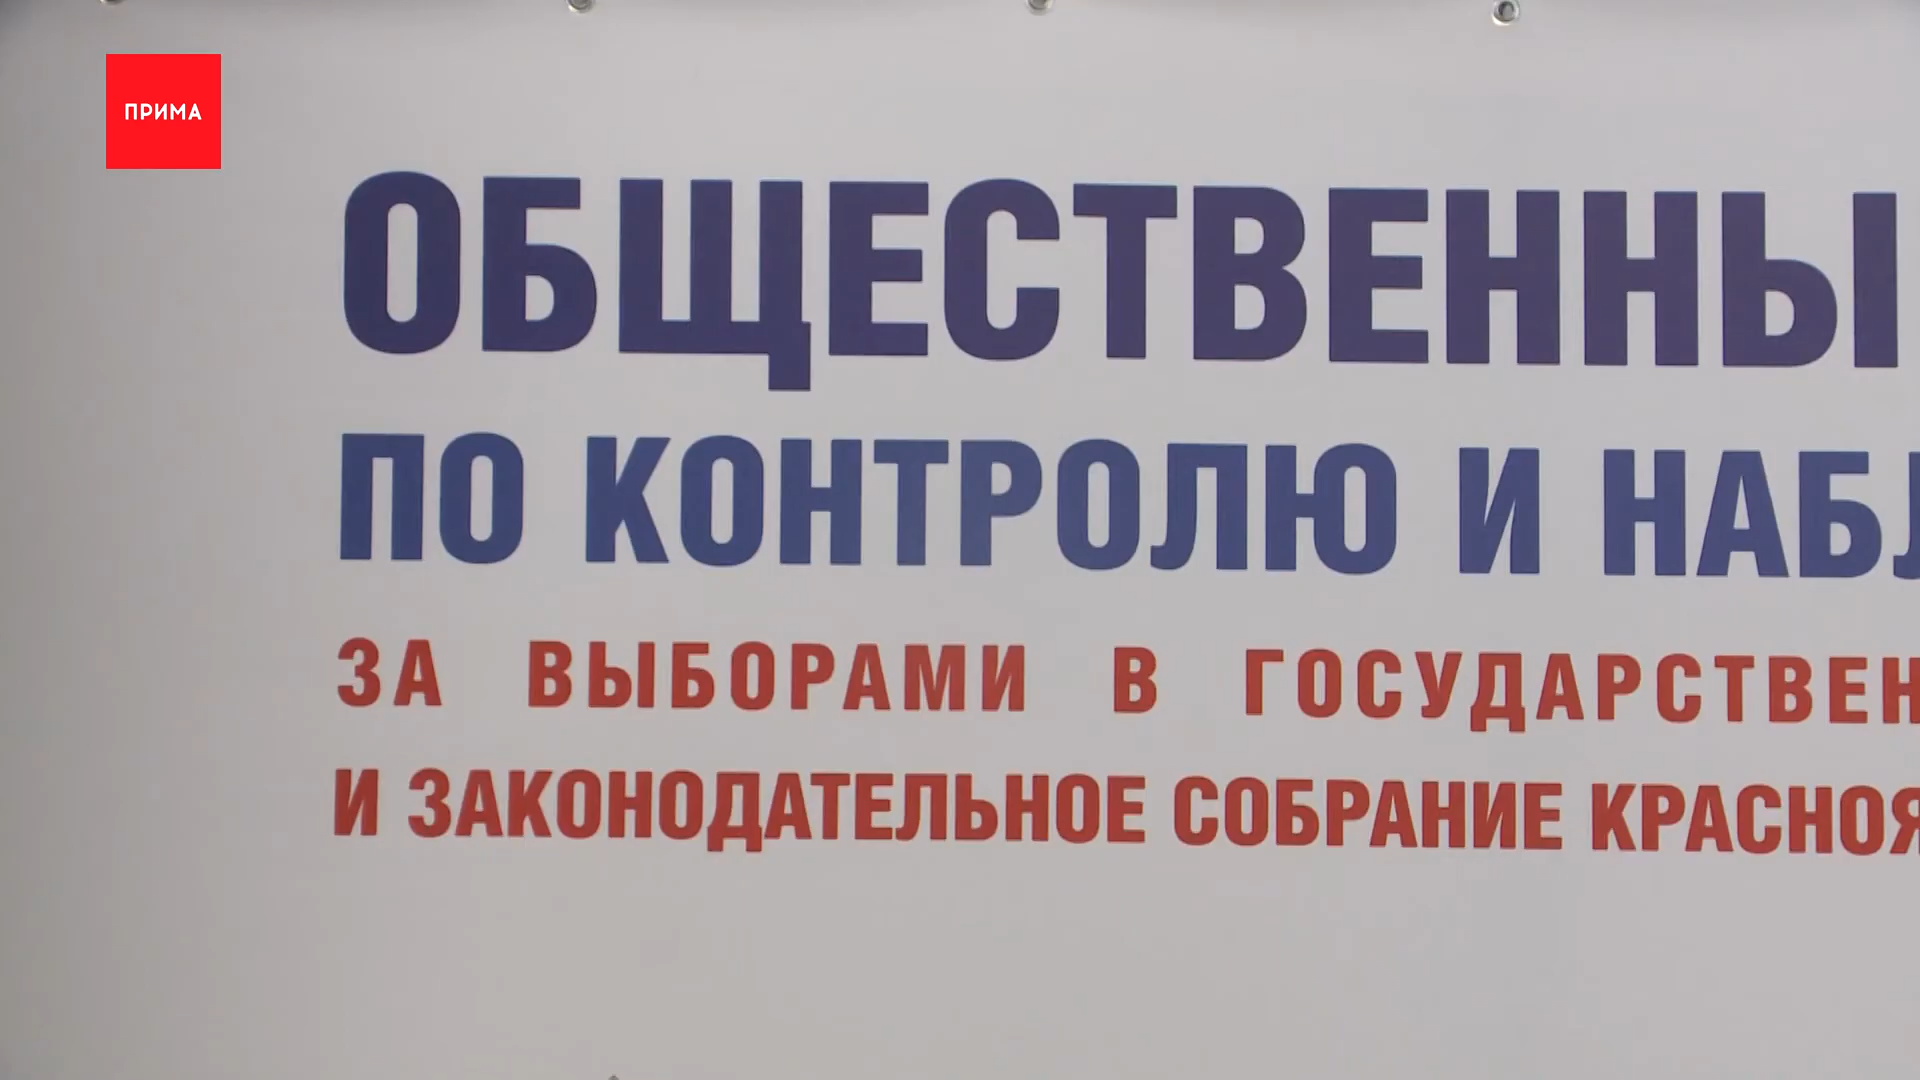 ПРИМА
ОБЩЕСТВЕННЫ
ПО КОНТРОЛЮ И НАБЛ
ЗА ВЫБОРАМИ В ГОСУДАРСТВЕН
И ЗАКОНОДАТЕЛЬНОЕ СОБРАНИЕ КРАСНОЯ